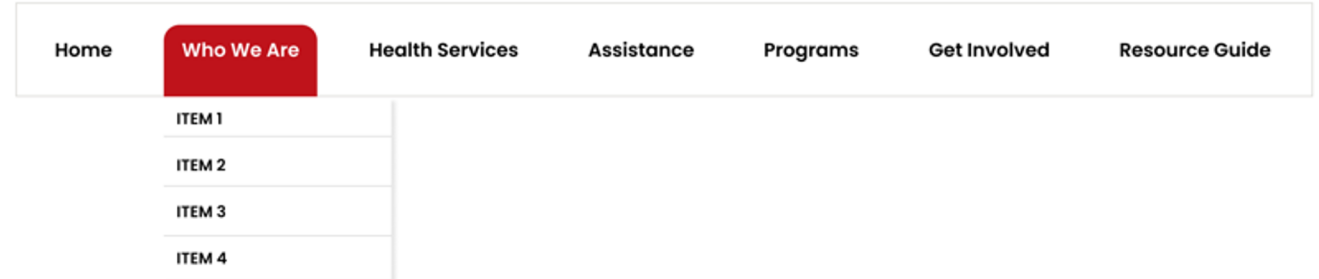 Home Who We Are Health Services Assistance Programs Get Involved Resource Guide
ITEM 1
ITEM 2
ITEM 3
ITEM 4